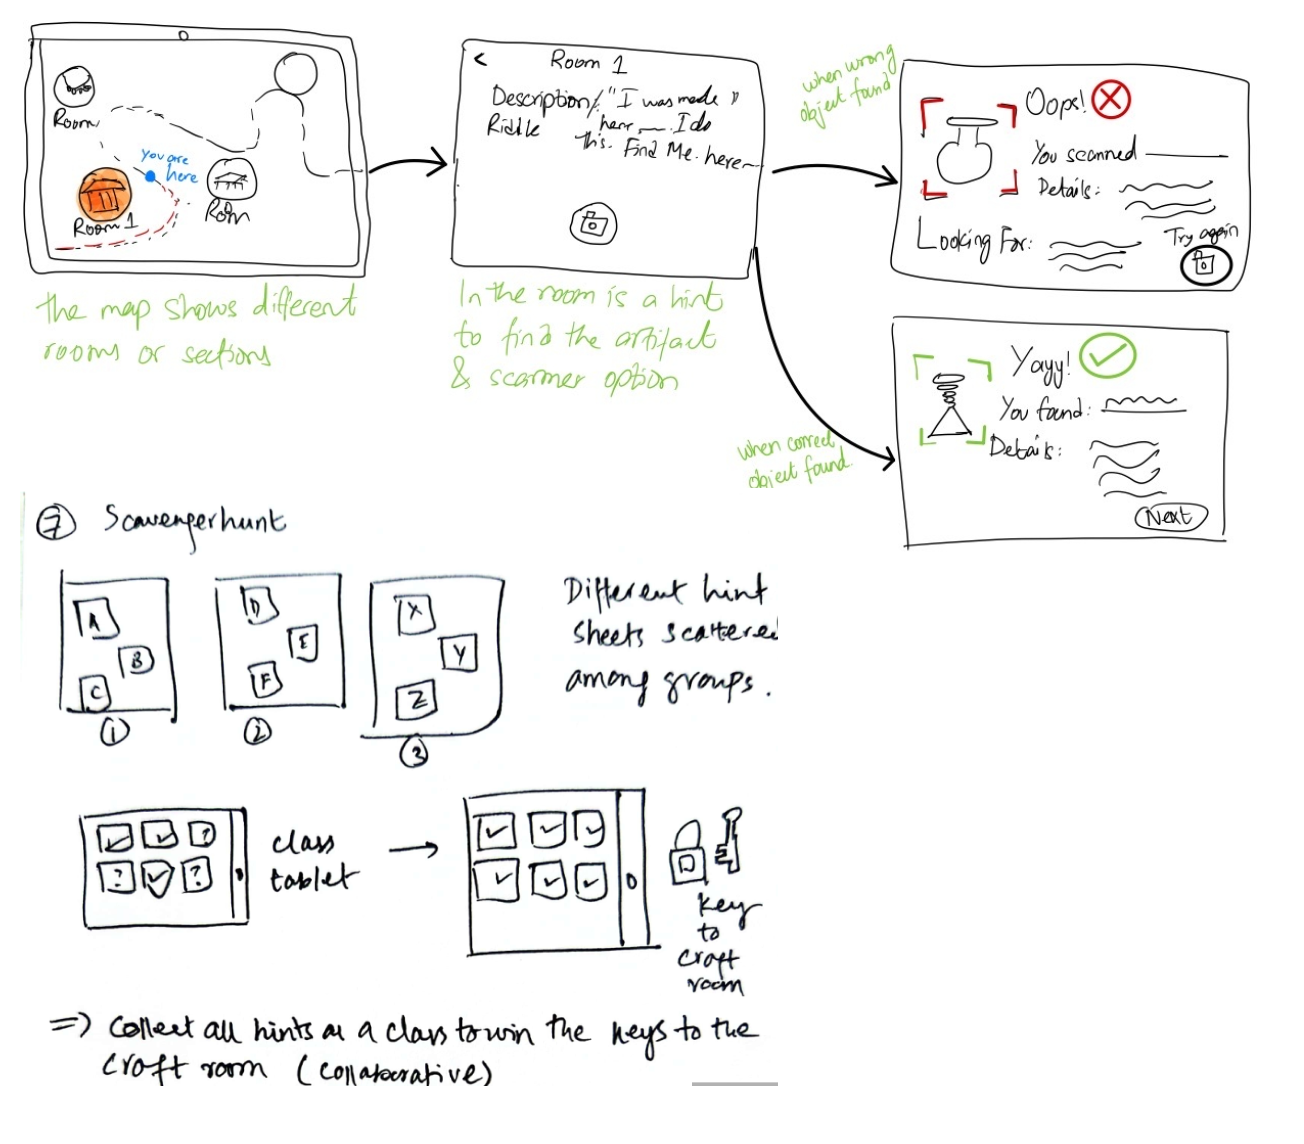 Room
you are
here
Room 1
Room
The map shows different
rooms or sections
<
Room 1
Description/ "I was made"
Riddle here __ I do
this. Find Me. here
In the room is a hint
to find the artifact
& scanner option
when wrong
object found
Oops!
You scanned
Details:
Looking For:
Try again
when correct
object found
Yayy!
You found:
Details:
Next
7 Scavengerhunt
A
B
C
1
D
E
F
2
X
Y
Z
3
Different hint
sheets scattered
among groups.
?
? ?
class
tablet
key
to
craft
room
=> Collect all hints as a class to win the keys to the
craft room (collaborative)